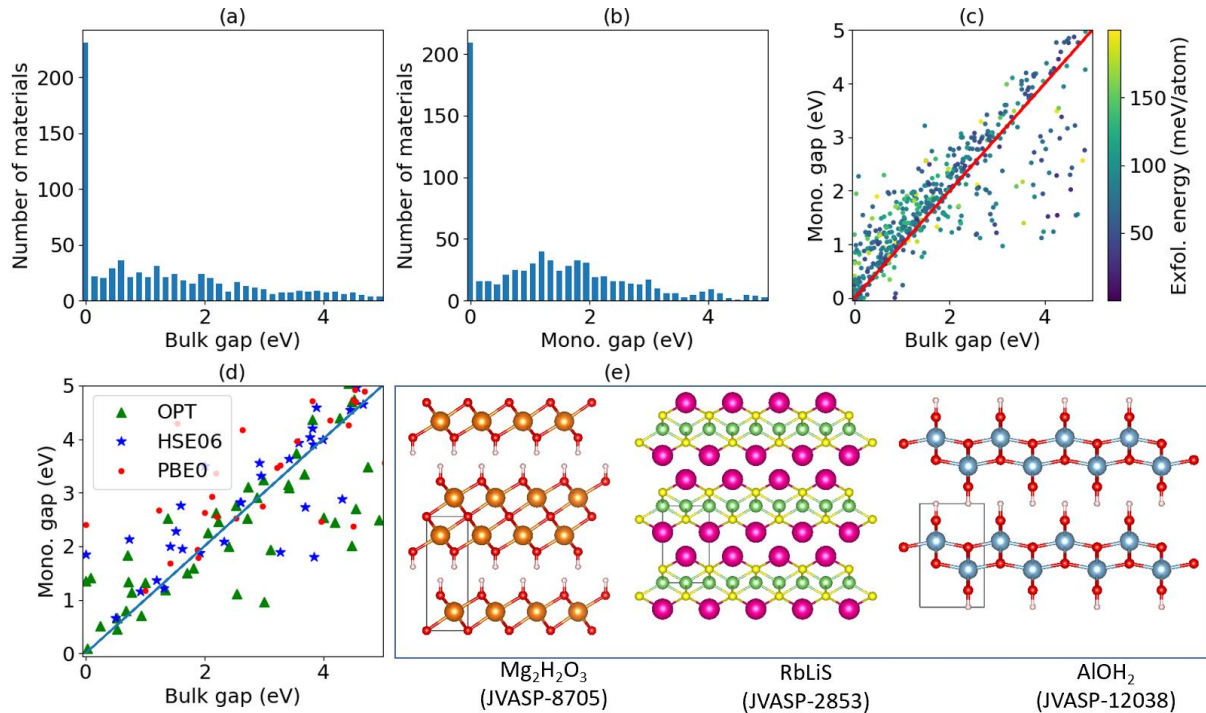 (a)
Number of materials
200
150
100
50
0
0 2 4
Bulk gap (eV)
(b)
Number of materials
200
150
100
50
0
0 2 4
Mono. gap (eV)
(c)
Mono. gap (eV)
5
4
3
2
1
0
0 2 4
Bulk gap (eV)
150
100
50
Exfol. energy (meV/atom)
(d)
Mono. gap (eV)
5
4
3
2
1
0
OPT
HSE06
PBE0
0 2 4
Bulk gap (eV)
(e)
Mg₂H₂O₃
(JVASP-8705)
RbLiS
(JVASP-2853)
AlOH₂
(JVASP-12038)